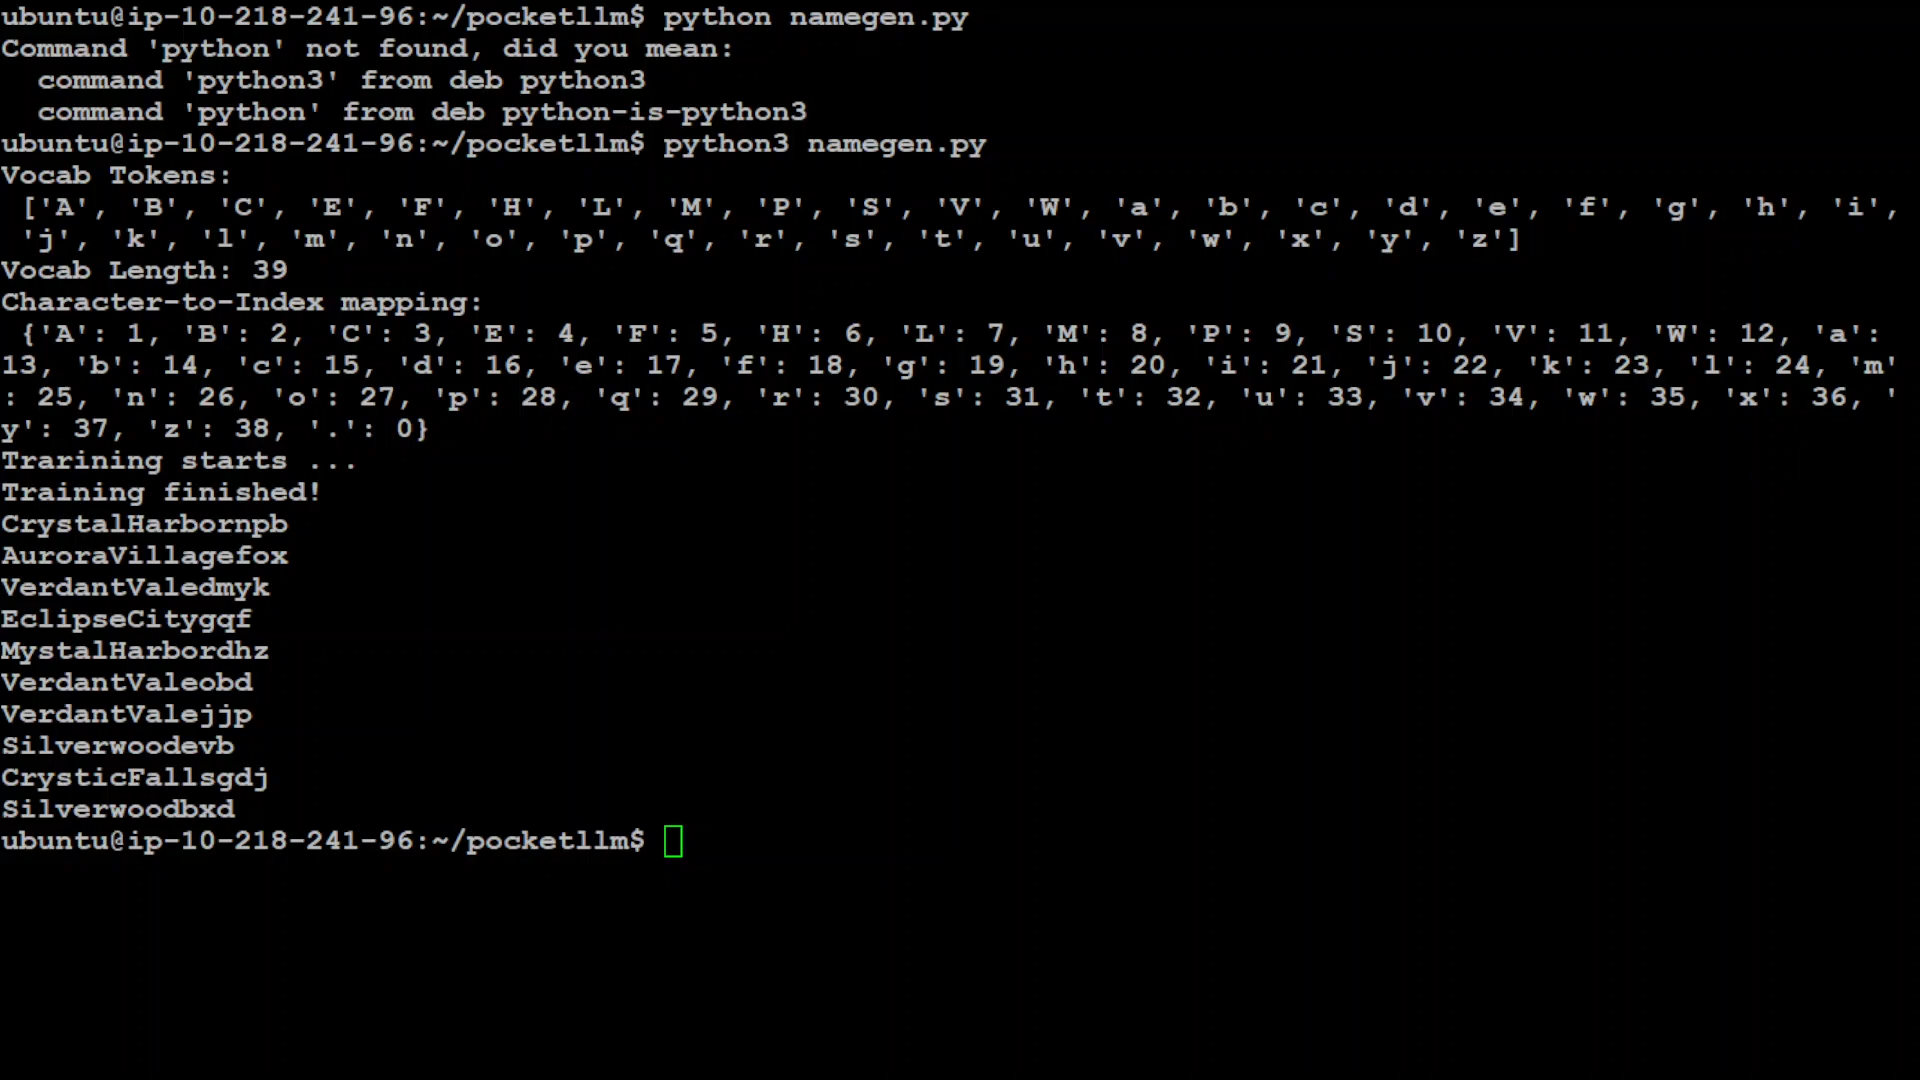 ubuntu@ip-10-218-241-96:~/pocketllm$ python namegen.py
Command 'python' not found, did you mean:
  command 'python3' from deb python3
  command 'python' from deb python-is-python3
ubuntu@ip-10-218-241-96:~/pocketllm$ python3 namegen.py
Vocab Tokens:
 ['A', 'B', 'C', 'E', 'F', 'H', 'L', 'M', 'P', 'S', 'V', 'W', 'a', 'b', 'c', 'd', 'e', 'f', 'g', 'h', 'i',
 'j', 'k', 'l', 'm', 'n', 'o', 'p', 'q', 'r', 's', 't', 'u', 'v', 'w', 'x', 'y', 'z']
Vocab Length: 39
Character-to-Index mapping:
 {'A': 1, 'B': 2, 'C': 3, 'E': 4, 'F': 5, 'H': 6, 'L': 7, 'M': 8, 'P': 9, 'S': 10, 'V': 11, 'W': 12, 'a':
13, 'b': 14, 'c': 15, 'd': 16, 'e': 17, 'f': 18, 'g': 19, 'h': 20, 'i': 21, 'j': 22, 'k': 23, 'l': 24, 'm'
: 25, 'n': 26, 'o': 27, 'p': 28, 'q': 29, 'r': 30, 's': 31, 't': 32, 'u': 33, 'v': 34, 'w': 35, 'x': 36, '
y': 37, 'z': 38, '.': 0}
Trarining starts ...
Training finished!
CrystalHarbornpb
AuroraVillagefox
VerdantValedmyk
EclipseCitygqf
MystalHarbordhz
VerdantValeobd
VerdantValejjp
Silverwoodevb
CrysticFallsgdj
Silverwoodbxd
ubuntu@ip-10-218-241-96:~/pocketllm$